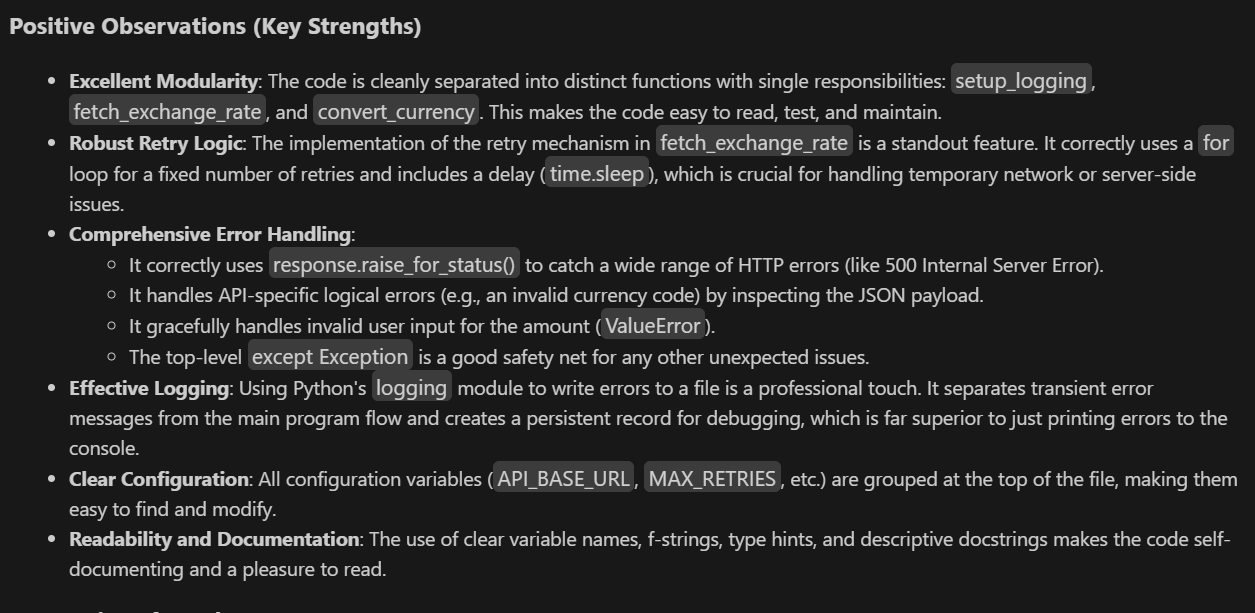 Positive Observations (Key Strengths)
• Excellent Modularity: The code is cleanly separated into distinct functions with single responsibilities: setup_logging,
fetch_exchange_rate, and convert_currency. This makes the code easy to read, test, and maintain.
• Robust Retry Logic: The implementation of the retry mechanism in fetch_exchange_rate is a standout feature. It correctly uses a for
loop for a fixed number of retries and includes a delay (time.sleep), which is crucial for handling temporary network or server-side
issues.
• Comprehensive Error Handling:
○ It correctly uses response.raise_for_status() to catch a wide range of HTTP errors (like 500 Internal Server Error).
○ It handles API-specific logical errors (e.g., an invalid currency code) by inspecting the JSON payload.
○ It gracefully handles invalid user input for the amount (ValueError).
○ The top-level except Exception is a good safety net for any other unexpected issues.
• Effective Logging: Using Python's logging module to write errors to a file is a professional touch. It separates transient error
messages from the main program flow and creates a persistent record for debugging, which is far superior to just printing errors to the
console.
• Clear Configuration: All configuration variables (API_BASE_URL, MAX_RETRIES, etc.) are grouped at the top of the file, making them
easy to find and modify.
• Readability and Documentation: The use of clear variable names, f-strings, type hints, and descriptive docstrings makes the code self-
documenting and a pleasure to read.